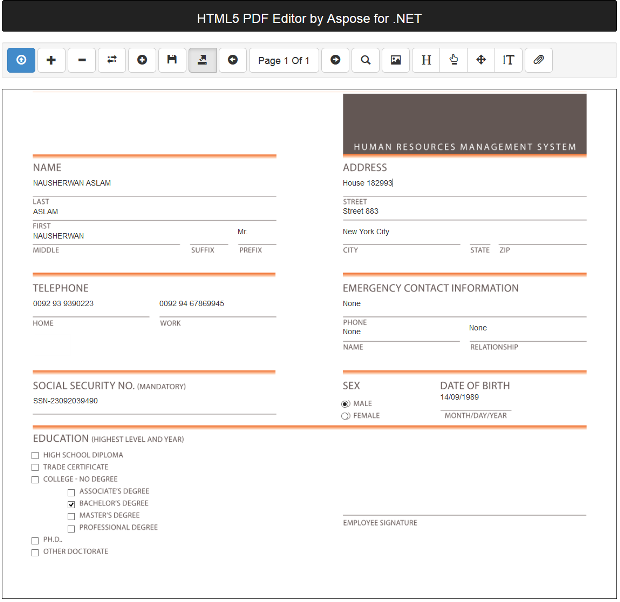 HTML5 PDF Editor by Aspose for .NET
Page 1 Of 1
H
T
HUMAN RESOURCES MANAGEMENT SYSTEM
NAME
NAUSHERWAN ASLAM
LAST
ASLAM
FIRST
NAUSHERWAN Mr
MIDDLE SUFFIX PREFIX
ADDRESS
House 182993
STREET
Street 883
New York City
CITY STATE ZIP
TELEPHONE
0092 93 9390223 0092 94 67869945
HOME WORK
EMERGENCY CONTACT INFORMATION
None
PHONE
None None
NAME RELATIONSHIP
SOCIAL SECURITY NO. (MANDATORY)
SSN-23092039490
SEX
MALE
FEMALE
DATE OF BIRTH
14/09/1989
MONTH/DAY/YEAR
EDUCATION (HIGHEST LEVEL AND YEAR)
HIGH SCHOOL DIPLOMA
TRADE CERTIFICATE
COLLEGE - NO DEGREE
ASSOCIATE'S DEGREE
BACHELOR'S DEGREE
MASTER'S DEGREE
PROFESSIONAL DEGREE
PH.D..
OTHER DOCTORATE
EMPLOYEE SIGNATURE